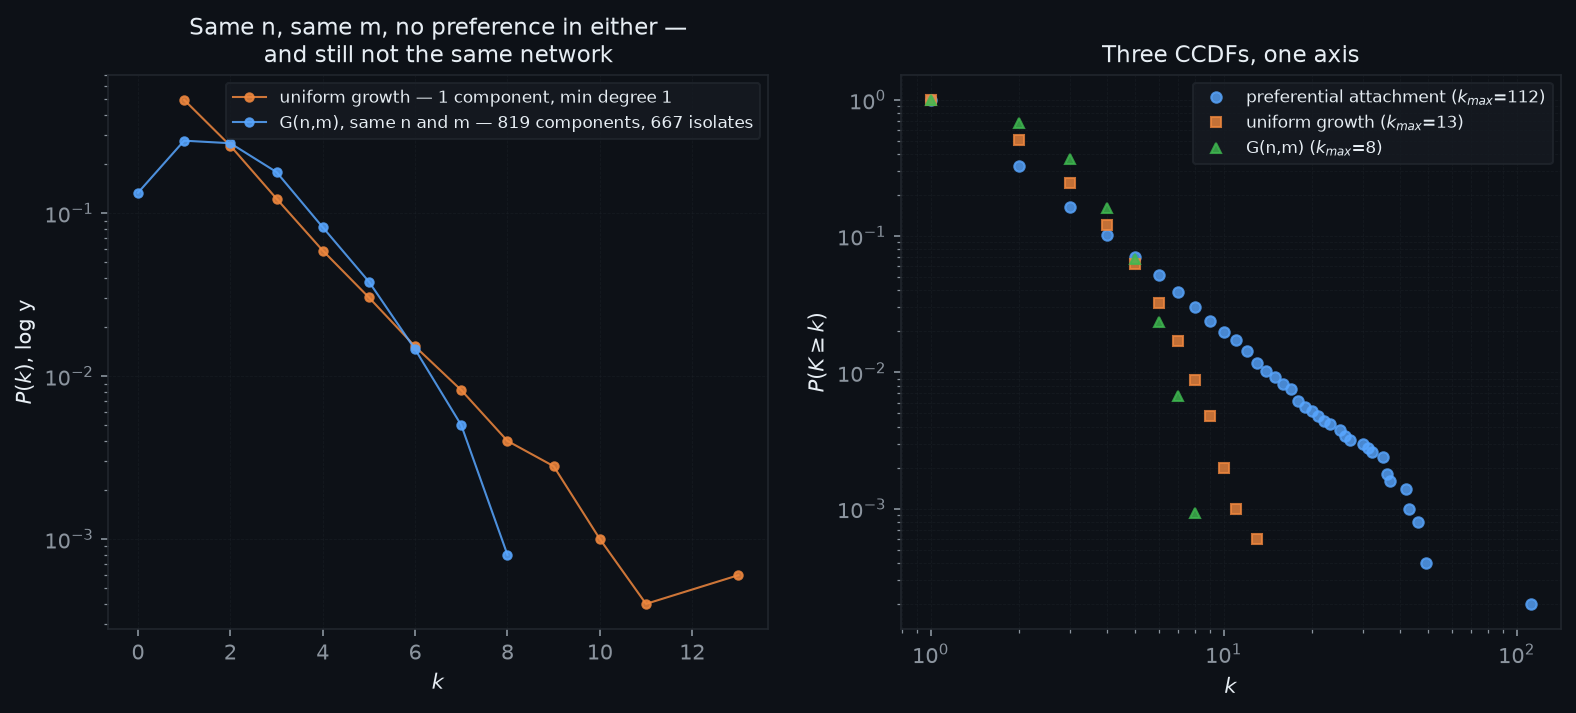 Same n, same m, no preference in either —
and still not the same network
uniform growth — 1 component, min degree 1
G(n,m), same n and m — 819 components, 667 isolates
P(k), log y
10⁻¹
10⁻²
10⁻³
0 2 4 6 8 10 12
k
Three CCDFs, one axis
preferential attachment (k_max=112)
uniform growth (k_max=13)
G(n,m) (k_max=8)
P(K ≥ k)
10⁰
10⁻¹
10⁻²
10⁻³
10⁰ 10¹ 10²
k